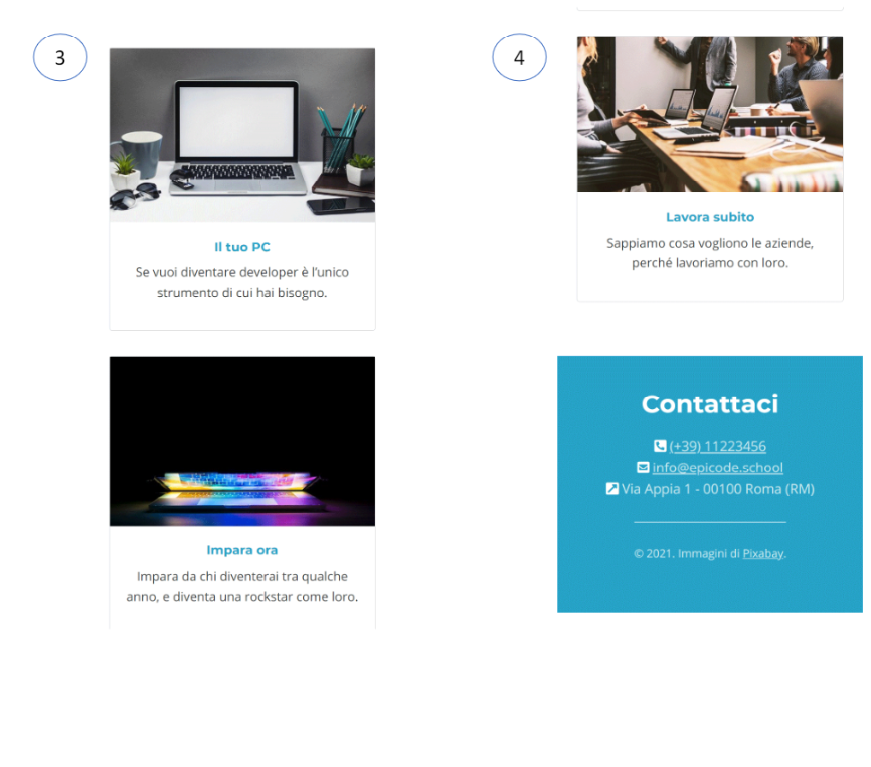 3
Il tuo PC
Se vuoi diventare developer è l'unico
strumento di cui hai bisogno.
Impara ora
Impara da chi diventerai tra qualche
anno, e diventa una rockstar come loro.
4
Lavora subito
Sappiamo cosa vogliono le aziende,
perché lavoriamo con loro.
Contattaci
(+39) 11223456
info@epicode.school
Via Appia 1 - 00100 Roma (RM)
© 2021. Immagini di Pixabay.